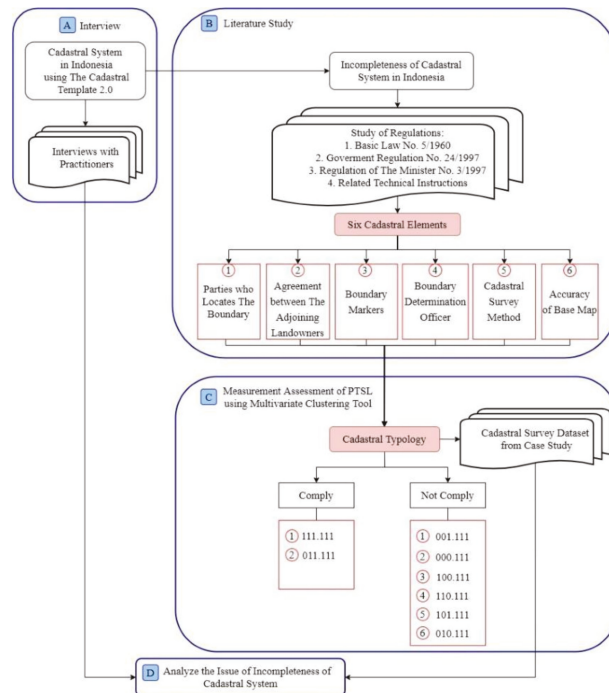 A Interview
Cadastral System
in Indonesia
using The Cadastral
Template 2.0
Interviews with
Practitioners
B Literature Study
Incompleteness of Cadastral
System in Indonesia
Study of Regulations:
1. Basic Law No. 5/1960
2. Goverment Regulation No. 24/1997
3. Regulation of The Minister No. 3/1997
4. Related Technical Instructions
Six Cadastral Elements
1
Parties who
Locates The
Boundary
2
Agreement
between The
Adjoining
Landowners
3
Boundary
Markers
4
Boundary
Determination
Officer
5
Cadastral
Survey
Method
6
Accuracy
of Base Map
C Measurement Assessment of PTSL
using Multivariate Clustering Tool
Cadastral Typology
Cadastral Survey Dataset
from Case Study
Comply
1 111.111
2 011.111
Not Comply
1 001.111
2 000.111
3 100.111
4 110.111
5 101.111
6 010.111
D Analyze the Issue of Incompleteness of
Cadastral System